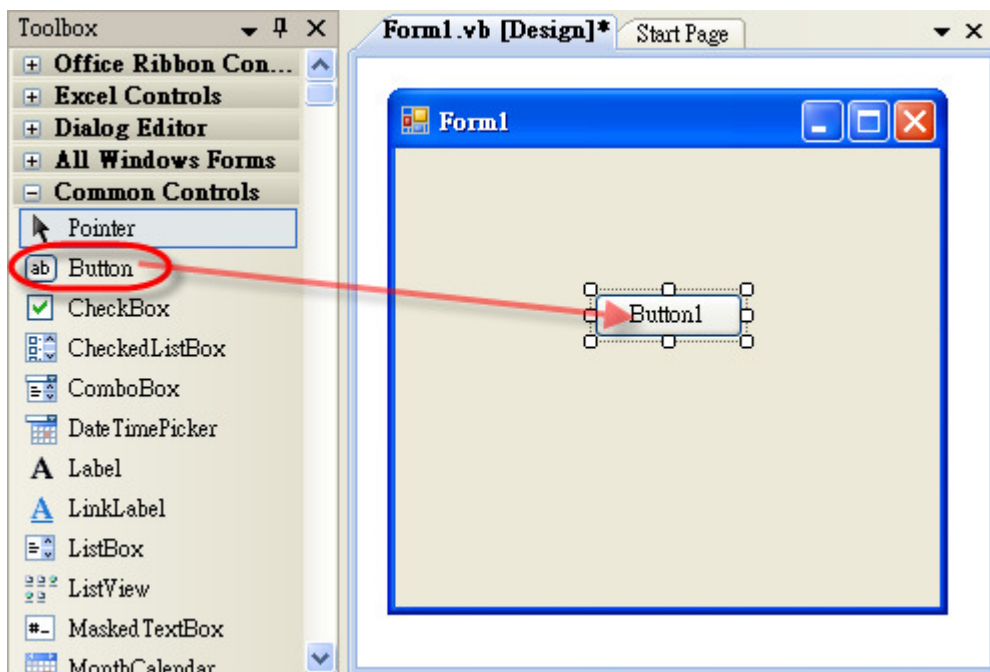 Toolbox
Office Ribbon Con...
Excel Controls
Dialog Editor
All Windows Forms
Common Controls
Pointer
ab Button
CheckBox
CheckedListBox
ComboBox
DateTimePicker
A Label
A LinkLabel
ListBox
ListView
#- MaskedTextBox
MonthCalendar
Form1.vb [Design]* Start Page
Form1
Button1